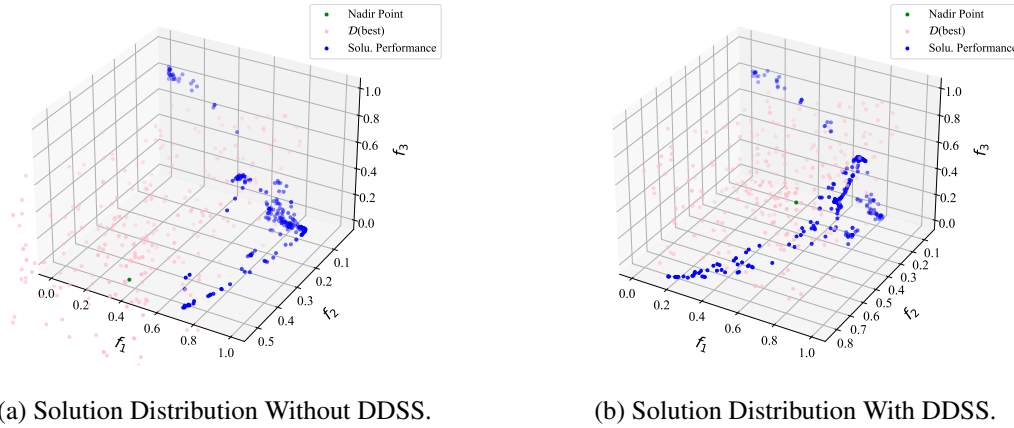 Nadir Point
D(best)
Solu. Performance
1.0
0.8
0.6
0.4
0.2
0.0
f3
0.0
0.2
0.4
0.6
0.8
1.0
f1
0.1
0.2
0.3
0.4
0.5
f2
(a) Solution Distribution Without DDSS.
Nadir Point
D(best)
Solu. Performance
1.0
0.8
0.6
0.4
0.2
0.0
f3
0.0
0.2
0.4
0.6
0.8
1.0
f1
0.1
0.2
0.3
0.4
0.5
0.6
0.7
0.8
f2
(b) Solution Distribution With DDSS.